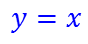 y = x